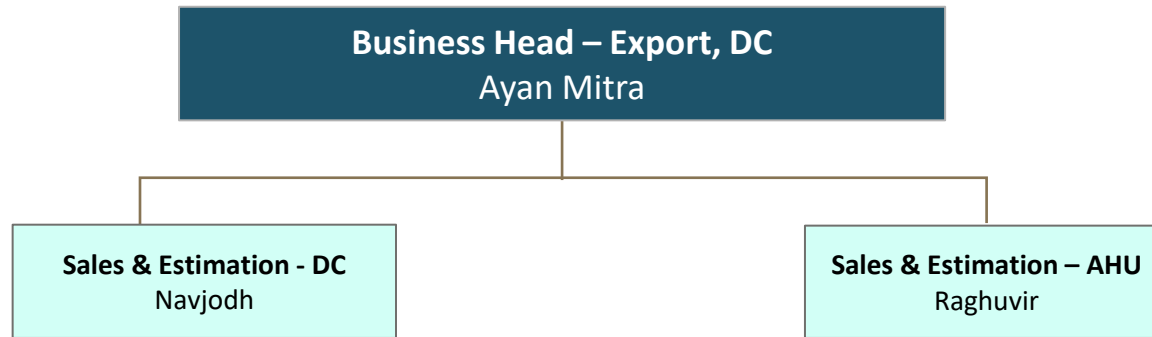 Business Head – Export, DC
Ayan Mitra
Sales & Estimation - DC
Navjodh
Sales & Estimation – AHU
Raghuvir